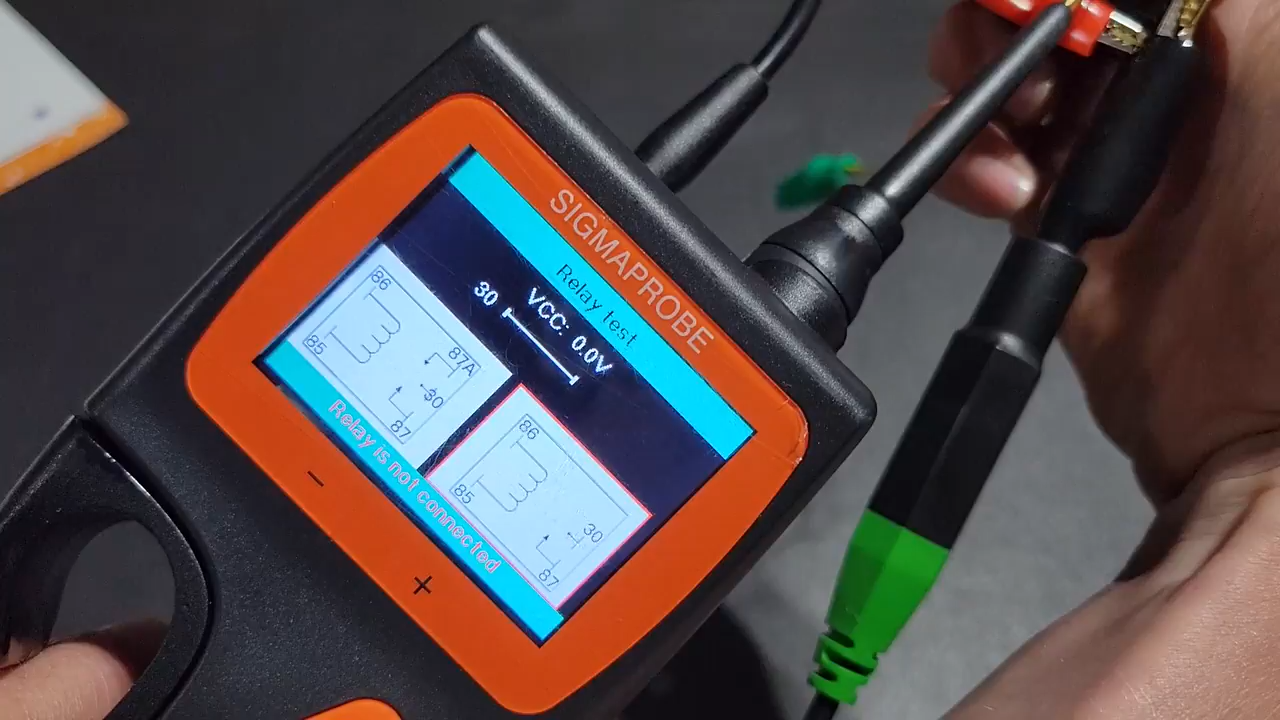 SIGMAPROBE
Relay test
VCC: 0.0V
30
86
85
87A
30
87
86
85
30
87
Relay is not connected
-
+